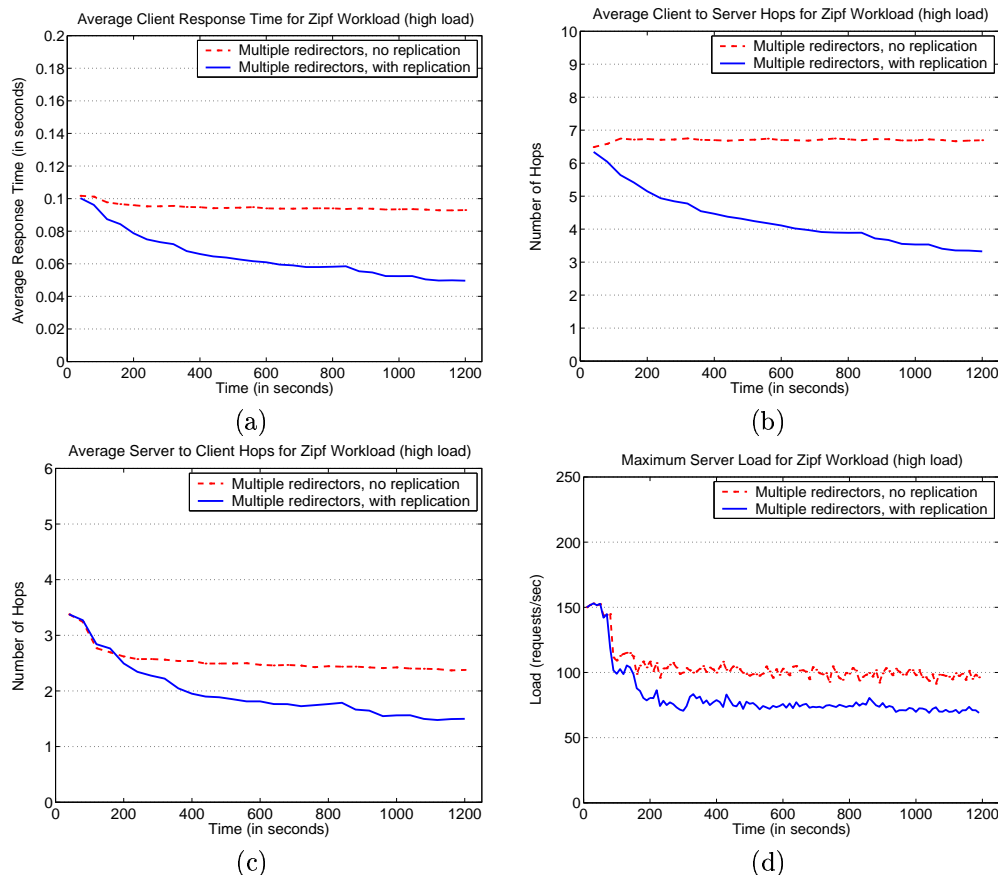 Average Client Response Time for Zipf Workload (high load)
0.2
0.18
0.16
0.14
0.12
0.1
0.08
0.06
0.04
0.02
0
Average Response Time (in seconds)
Multiple redirectors, no replication
Multiple redirectors, with replication
0 200 400 600 800 1000 1200
Time (in seconds)
(a)
Average Client to Server Hops for Zipf Workload (high load)
10
9
8
7
6
5
4
3
2
1
0
Number of Hops
Multiple redirectors, no replication
Multiple redirectors, with replication
0 200 400 600 800 1000 1200
Time (in seconds)
(b)
Average Server to Client Hops for Zipf Workload (high load)
6
5
4
3
2
1
0
Number of Hops
Multiple redirectors, no replication
Multiple redirectors, with replication
0 200 400 600 800 1000 1200
Time (in seconds)
(c)
Maximum Server Load for Zipf Workload (high load)
250
200
150
100
50
0
Load (requests/sec)
Multiple redirectors, no replication
Multiple redirectors, with replication
0 200 400 600 800 1000 1200
Time (in seconds)
(d)